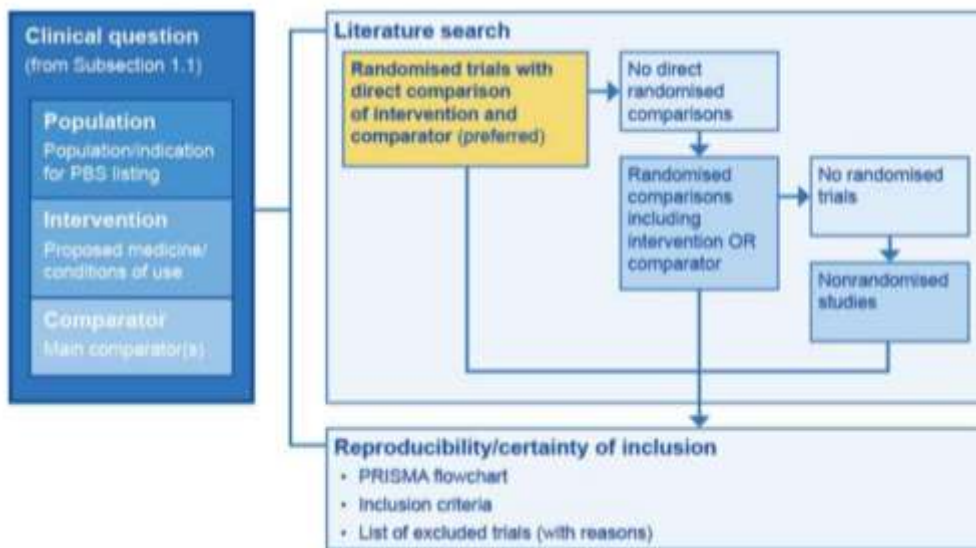 Clinical question
(from Subsection 1.1)
Population
Population/indication
for PBS listing
Intervention
Proposed medicine/
conditions of use
Comparator
Main comparator(s)
Literature search
Randomised trials with
direct comparison
of intervention and
comparator (preferred)
No direct
randomised
comparisons
Randomised
comparisons
including
intervention OR
comparator
No randomised
trials
Nonrandomised
studies
Reproducibility/certainty of inclusion
• PRISMA flowchart
• Inclusion criteria
• List of excluded trials (with reasons)